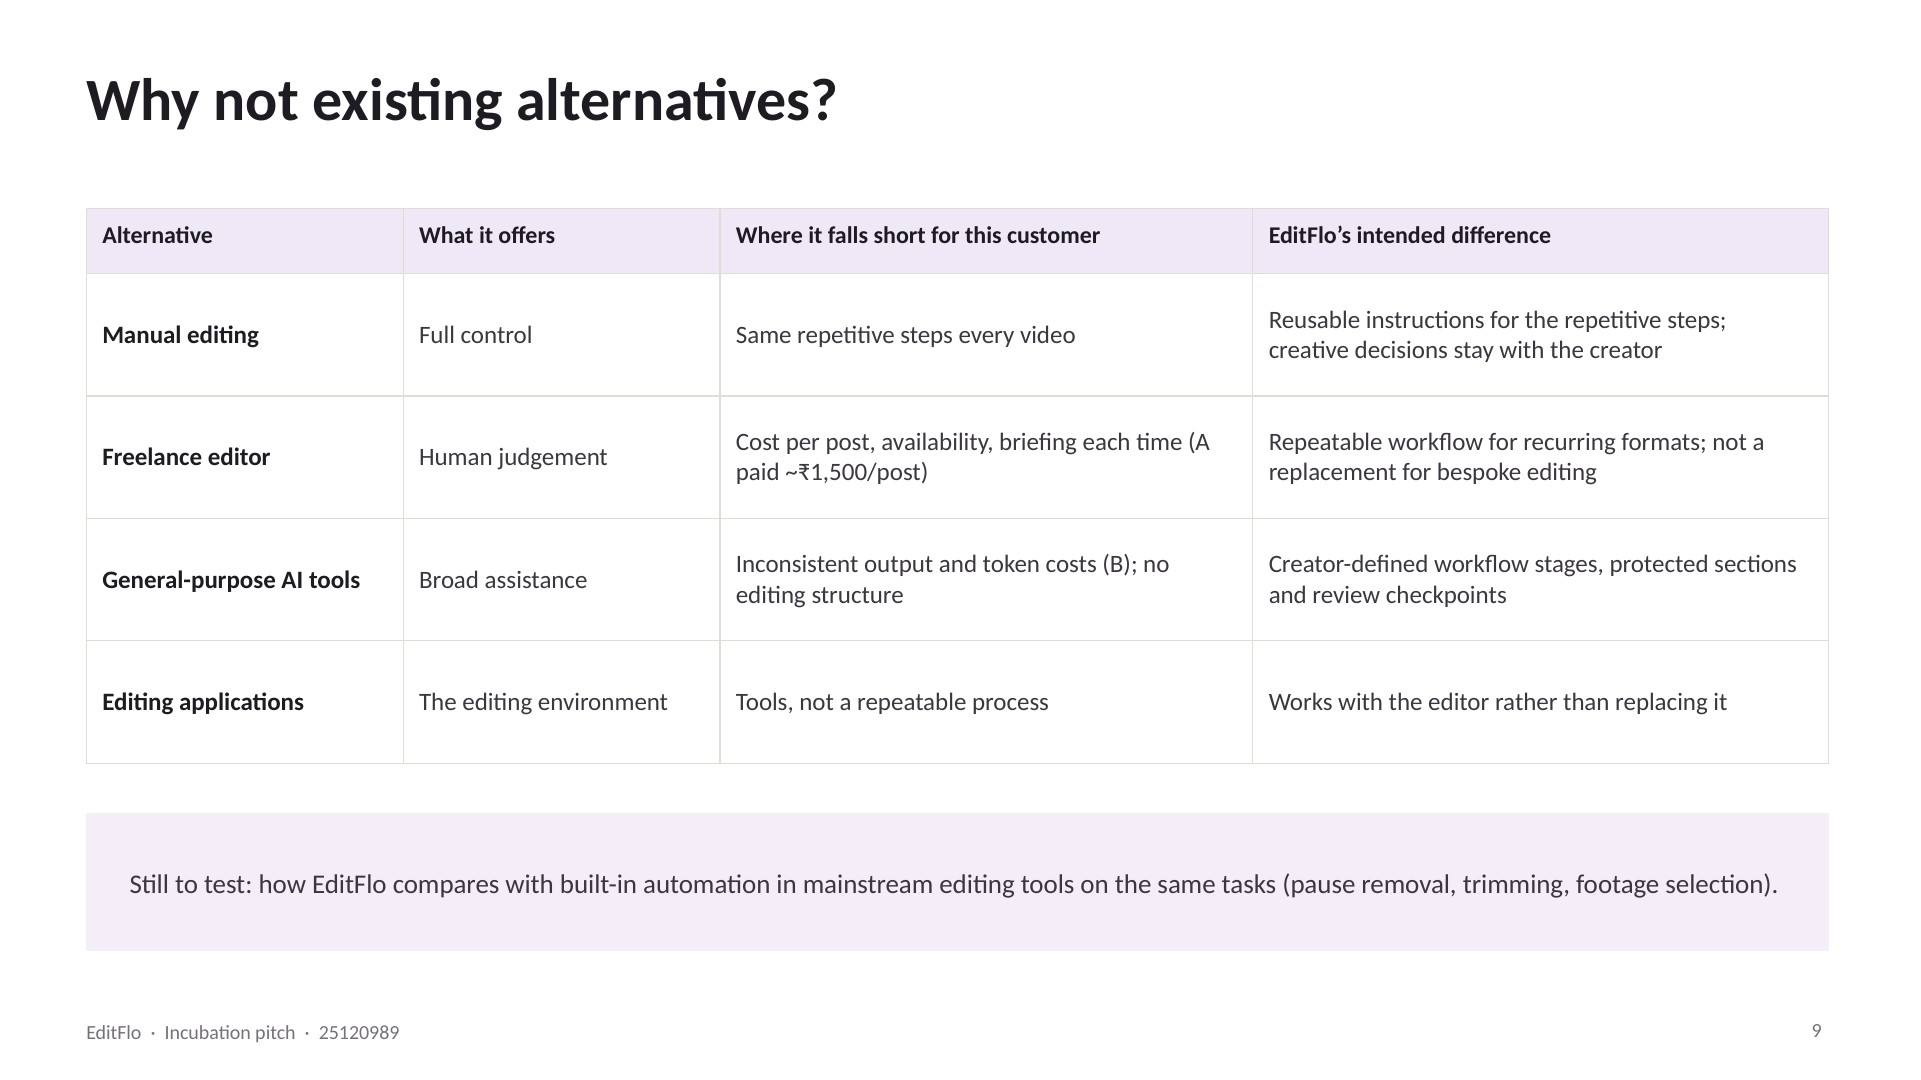 Why not existing alternatives?
Alternative
What it offers
Where it falls short for this customer
EditFlo’s intended difference
Manual editing
Full control
Same repetitive steps every video
Reusable instructions for the repetitive steps;
creative decisions stay with the creator
Freelance editor
Human judgement
Cost per post, availability, briefing each time (A
paid ~₹1,500/post)
Repeatable workflow for recurring formats; not a
replacement for bespoke editing
General-purpose AI tools
Broad assistance
Inconsistent output and token costs (B); no
editing structure
Creator-defined workflow stages, protected sections
and review checkpoints
Editing applications
The editing environment
Tools, not a repeatable process
Works with the editor rather than replacing it
Still to test: how EditFlo compares with built-in automation in mainstream editing tools on the same tasks (pause removal, trimming, footage selection).
EditFlo · Incubation pitch · 25120989
9